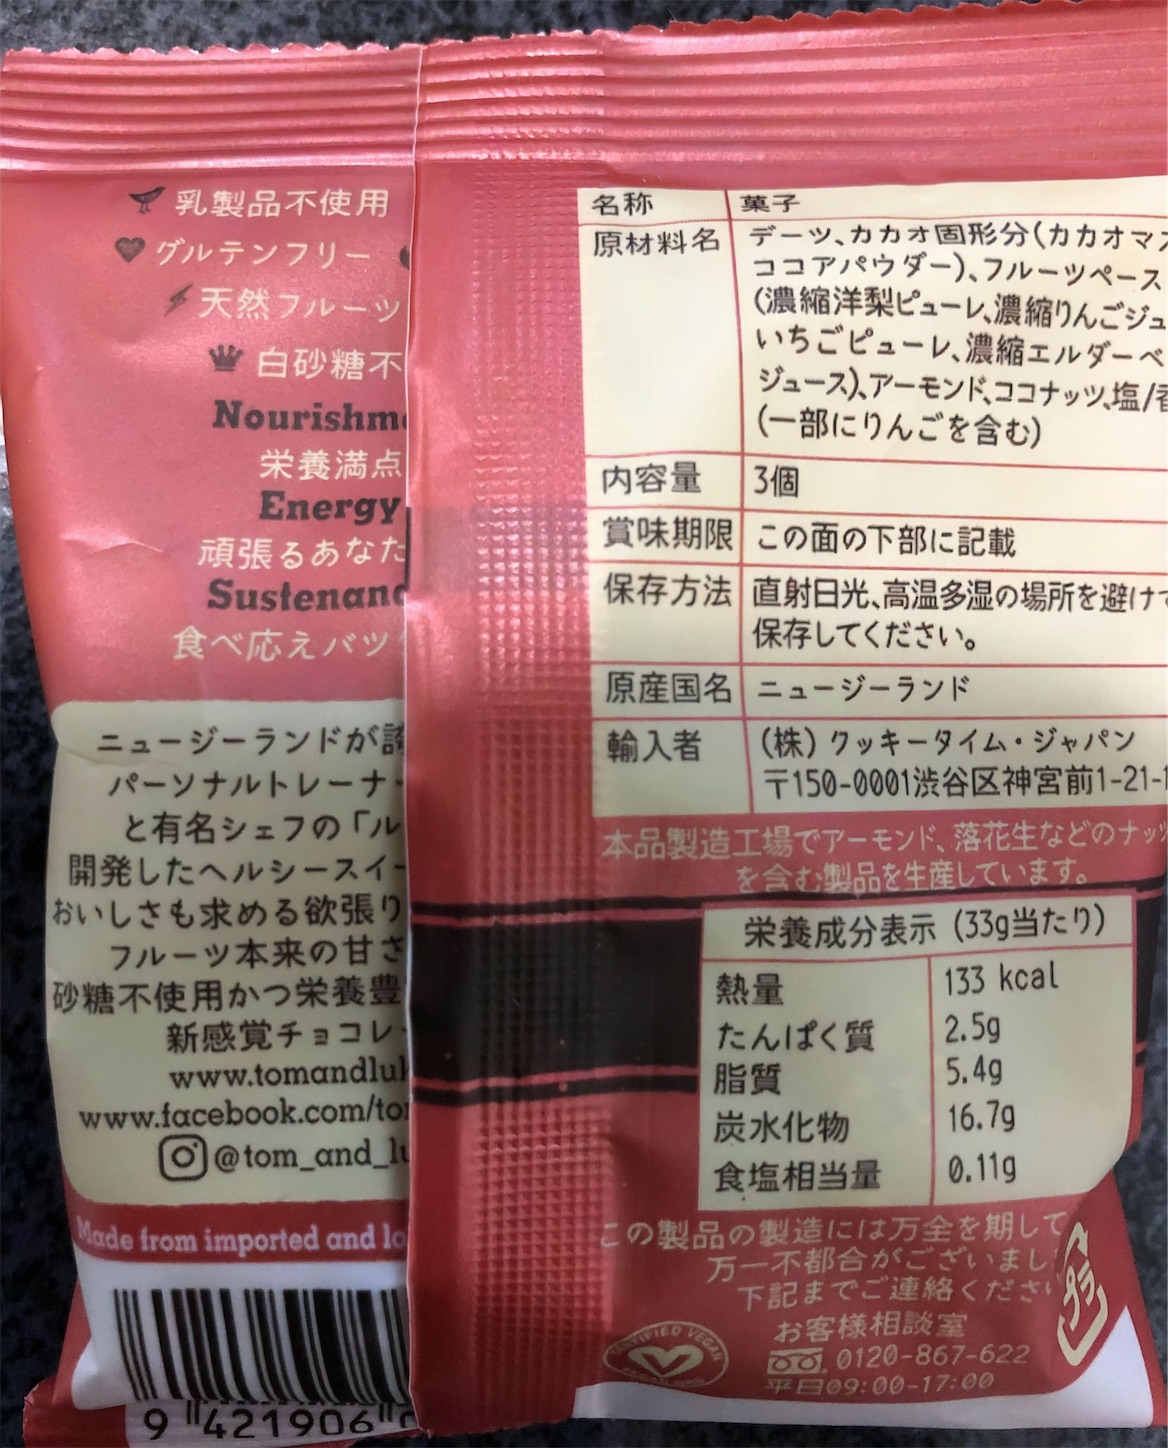 乳製品不使用
グルテンフリー
天然フルーツ
白砂糖不
Nourishm
栄養満点
Energy
頑張るあなた
Sustenan
食べ応えバツ
ニュージーランドが誇
パーソナルトレーナー
と有名シェフの「ル
開発したヘルシースイー
おいしさも求める欲張り
フルーツ本来の甘さ
砂糖不使用かつ栄養豊
新感覚チョコレー
www.tomandluk
www.facebook.com/to
@tom_and_lu
Made from imported and lo
9 421906
名称 菓子
原材料名 デーツ、カカオ固形分(カカオマス
ココアパウダー)、フルーツペース
(濃縮洋梨ピューレ、濃縮りんごジュ
いちごピューレ、濃縮エルダーベ
ジュース)、アーモンド、ココナッツ、塩/香
(一部にりんごを含む)
内容量 3個
賞味期限 この面の下部に記載
保存方法 直射日光、高温多湿の場所を避けて
保存してください。
原産国名 ニュージーランド
輸入者 (株)クッキータイム・ジャパン
〒150-0001渋谷区神宮前1-21-1
本品製造工場でアーモンド、落花生などのナッツ
を含む製品を生産しています。
栄養成分表示 (33g当たり)
熱量 133 kcal
たんぱく質 2.5g
脂質 5.4g
炭水化物 16.7g
食塩相当量 0.11g
この製品の製造には万全を期して
万一不都合がございまし
下記までご連絡くださ
お客様相談室
0120-867-622
平日09:00-17:00
CERTIFIED VEGAN
プラ